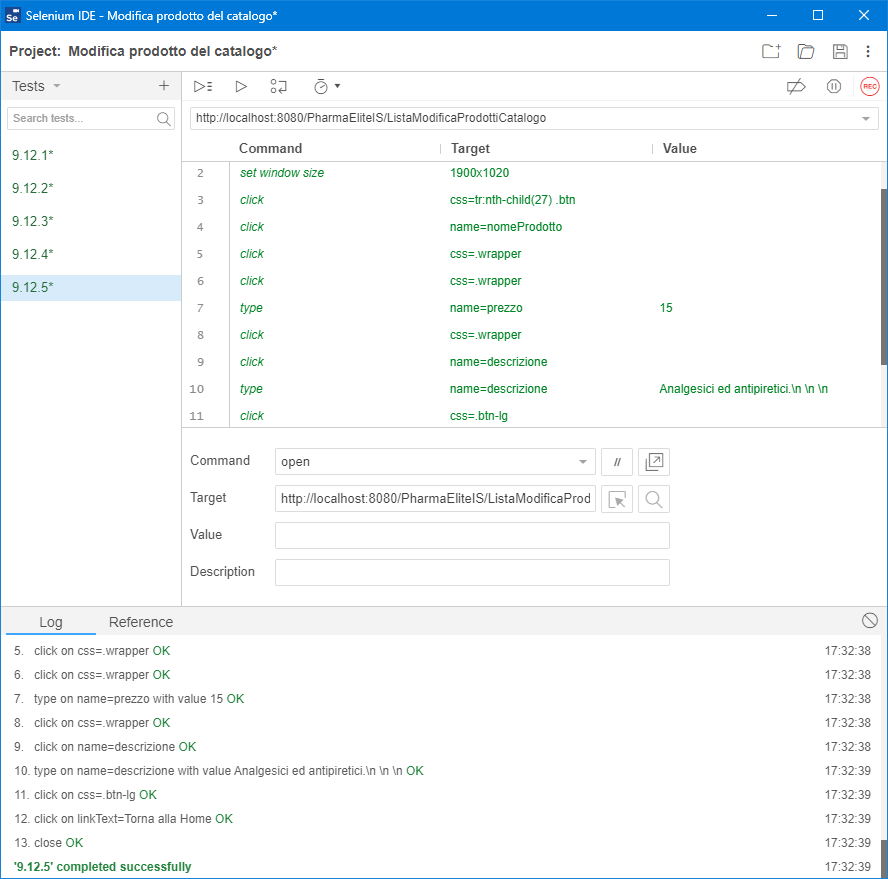 Se Selenium IDE - Modifica prodotto del catalogo*
Project: Modifica prodotto del catalogo*
Tests
REC
Search tests...
http://localhost:8080/PharmaEliteIS/ListaModificaProdottiCatalogo
9.12.1*
9.12.2*
9.12.3*
9.12.4*
9.12.5*
Command Target Value
2 set window size 1900x1020
3 click css=tr:nth-child(27) .btn
4 click name=nomeProdotto
5 click css=.wrapper
6 click css=.wrapper
7 type name=prezzo 15
8 click css=.wrapper
9 click name=descrizione
10 type name=descrizione Analgesici ed antipiretici.\n \n \n
11 click css=.btn-lg
Command open //
Target http://localhost:8080/PharmaEliteIS/ListaModificaProd
Value
Description
Log Reference
5. click on css=.wrapper OK 17:32:38
6. click on css=.wrapper OK 17:32:38
7. type on name=prezzo with value 15 OK 17:32:38
8. click on css=.wrapper OK 17:32:38
9. click on name=descrizione OK 17:32:38
10. type on name=descrizione with value Analgesici ed antipiretici.\n \n \n OK 17:32:39
11. click on css=.btn-lg OK 17:32:39
12. click on linkText=Torna alla Home OK 17:32:39
13. close OK 17:32:39
'9.12.5' completed successfully 17:32:39